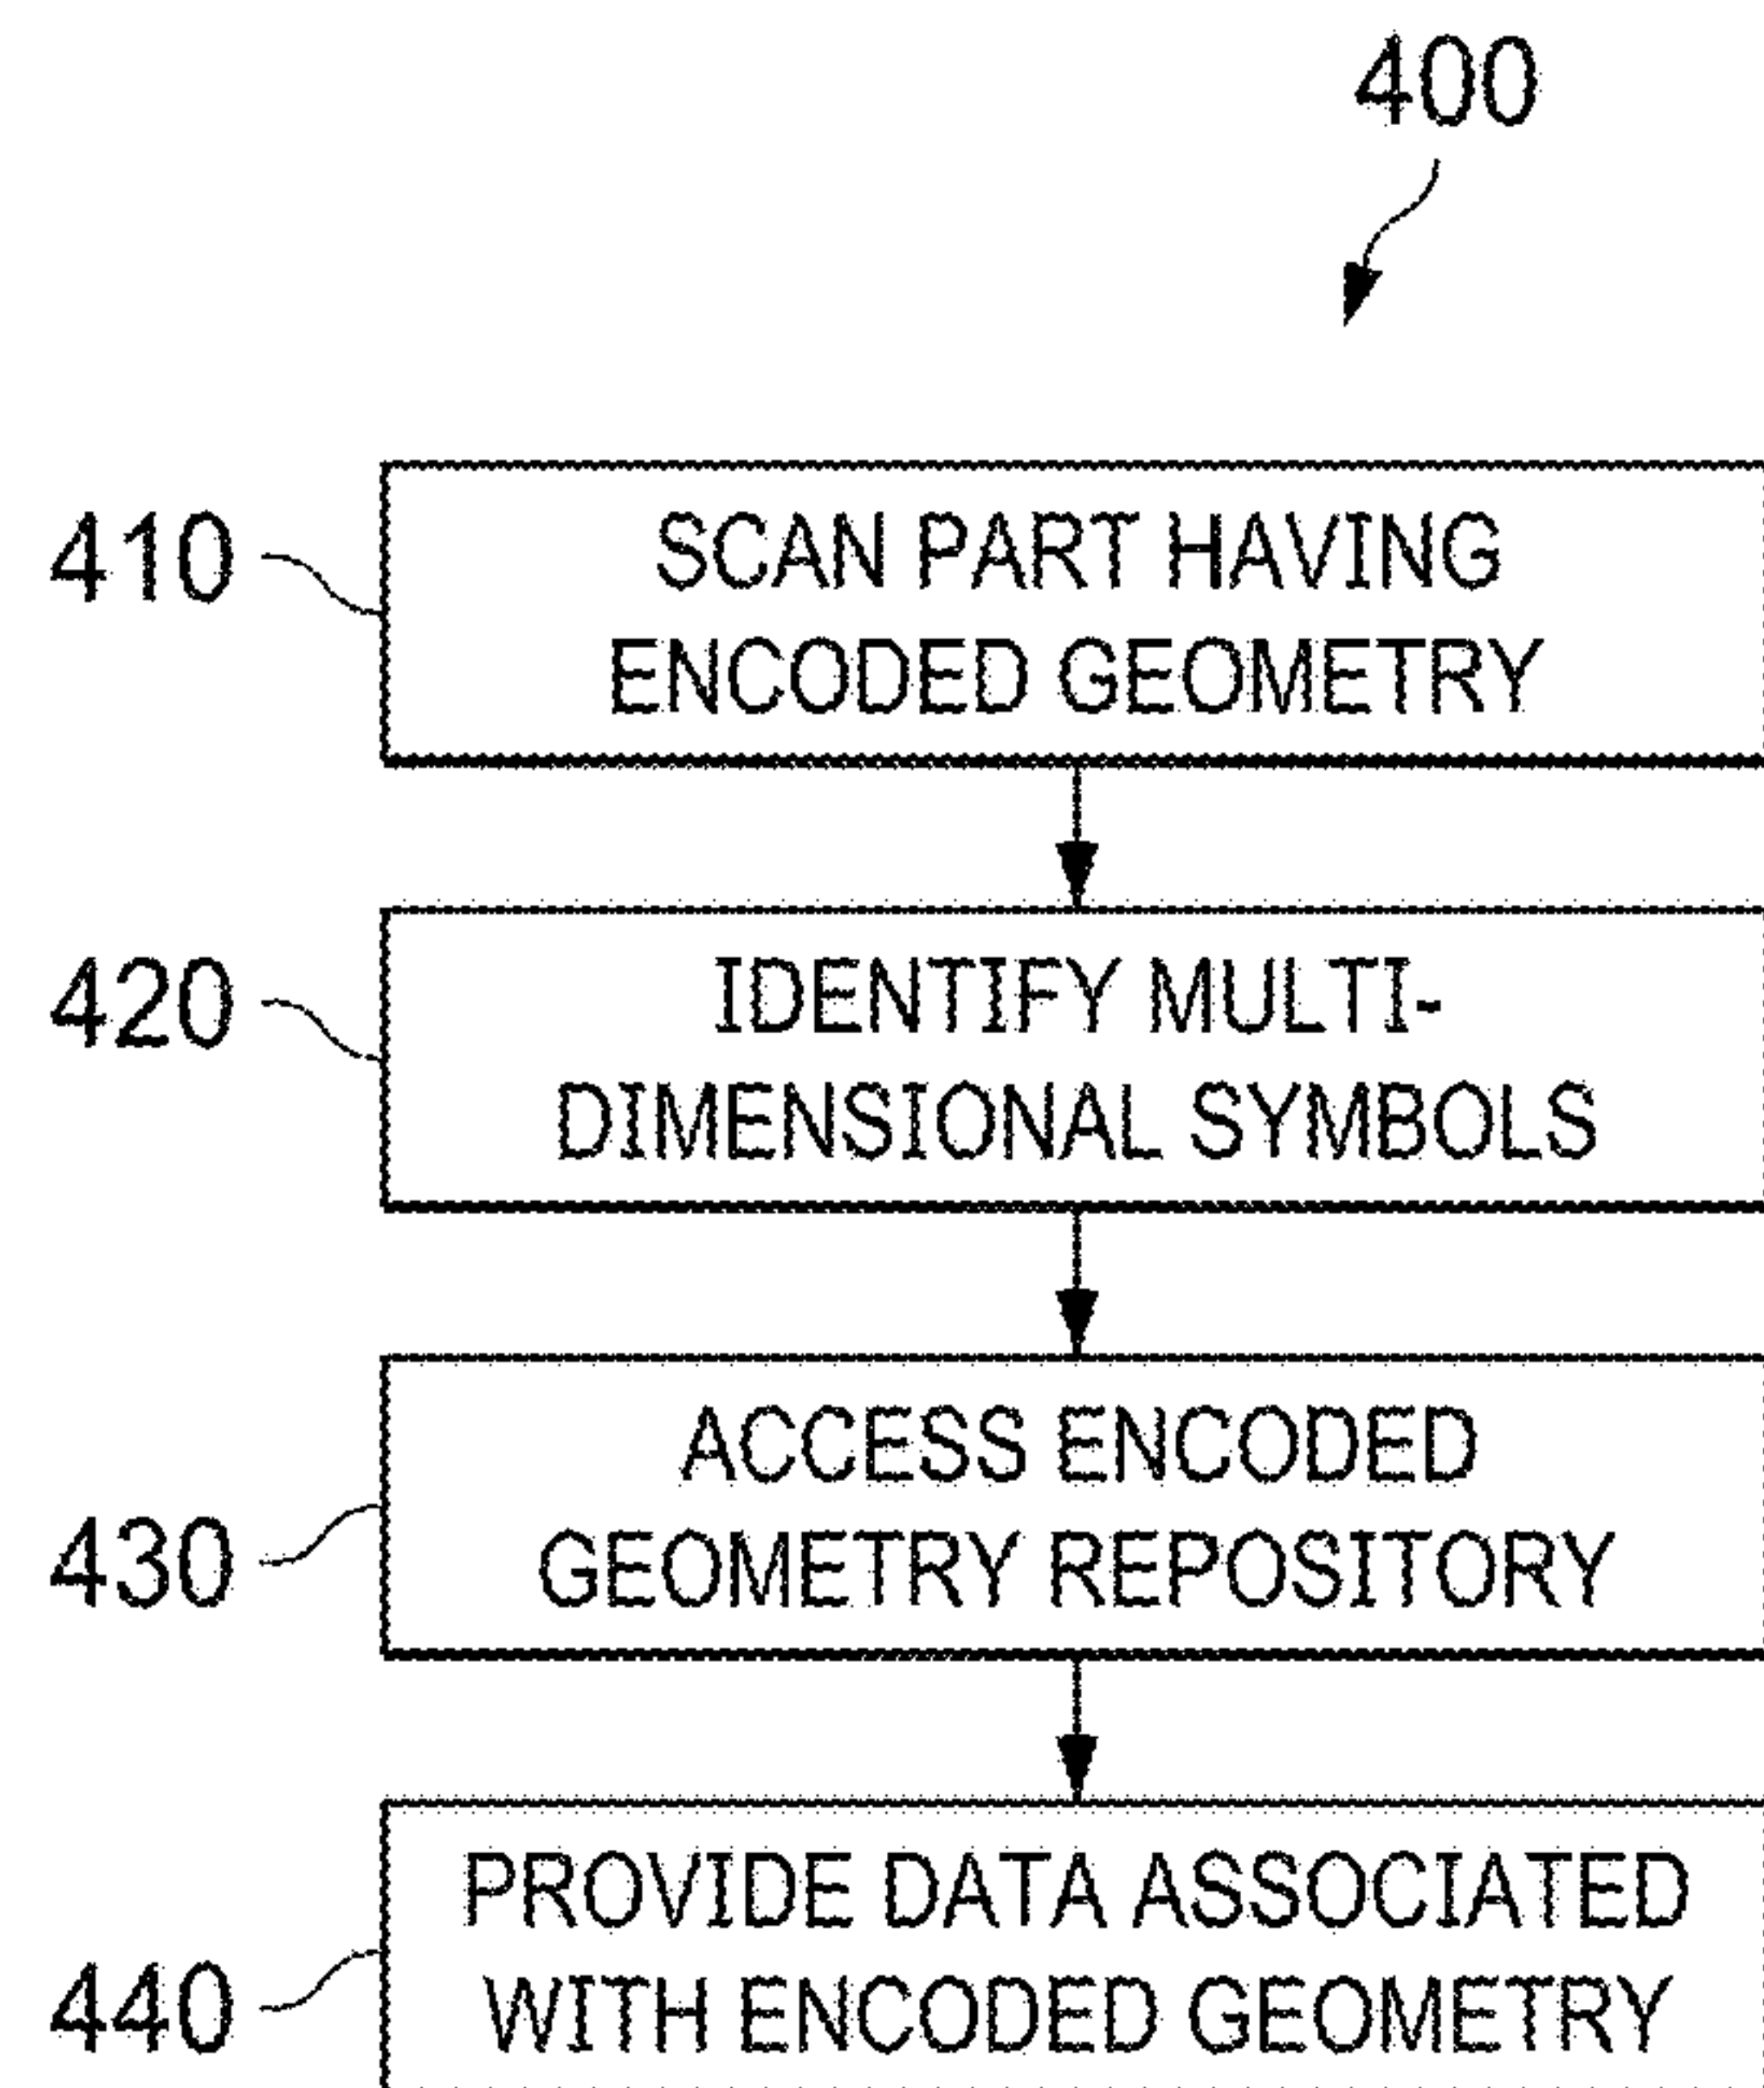 400
410
SCAN PART HAVING
ENCODED GEOMETRY
420
IDENTIFY MULTI-
DIMENSIONAL SYMBOLS
430
ACCESS ENCODED
GEOMETRY REPOSITORY
440
PROVIDE DATA ASSOCIATED
WITH ENCODED GEOMETRY